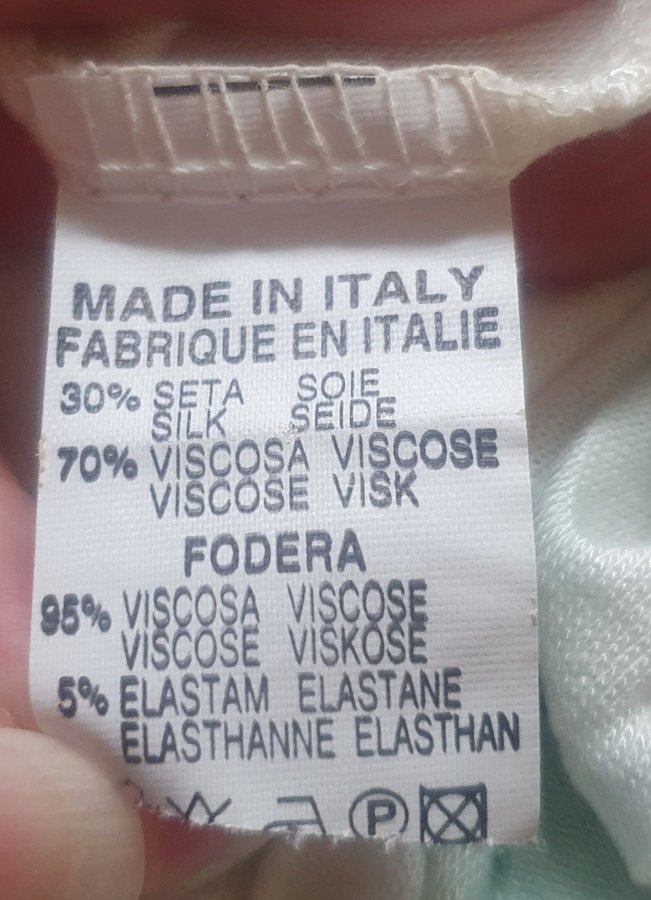 MADE IN ITALY
FABRIQUE EN ITALIE
30% SETA SOIE
SILK SEIDE
70% VISCOSA VISCOSE
VISCOSE VISK
FODERA
95% VISCOSA VISCOSE
VISCOSE VISKOSE
5% ELASTAM ELASTANE
ELASTHANNE ELASTHAN
P